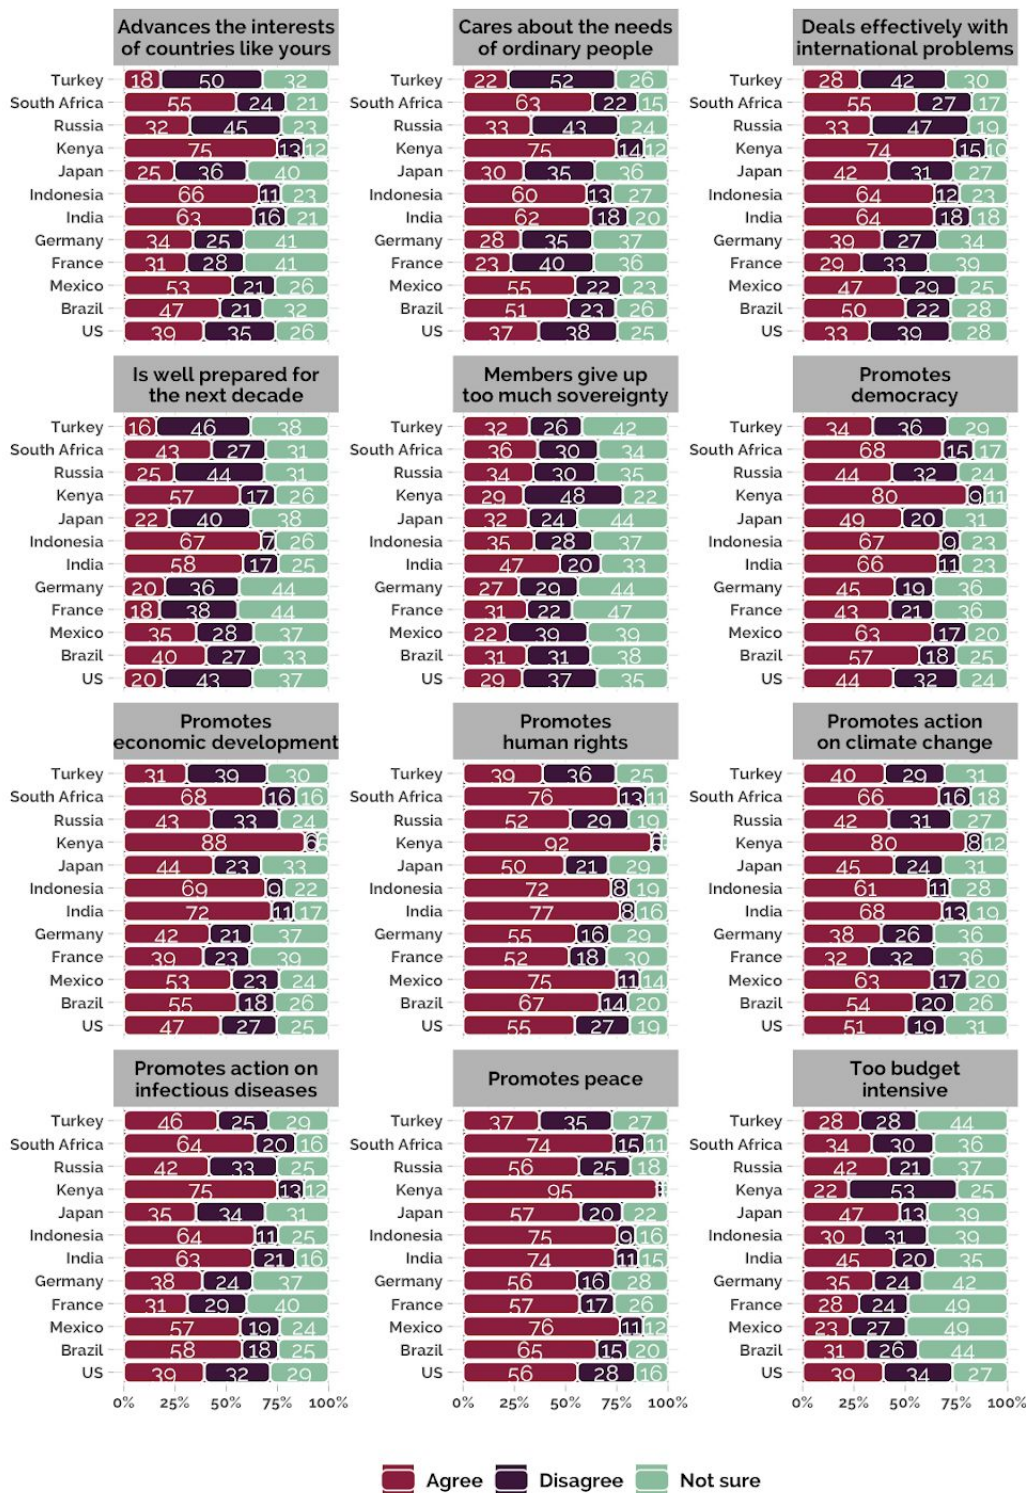 Advances the interests
of countries like yours
Turkey 18 50 32
South Africa 55 24 21
Russia 32 45 23
Kenya 75 13 12
Japan 25 36 40
Indonesia 66 11 23
India 63 16 21
Germany 34 25 41
France 31 28 41
Mexico 53 21 26
Brazil 47 21 32
US 39 35 26
Cares about the needs
of ordinary people
Turkey 22 52 26
South Africa 63 22 15
Russia 33 43 24
Kenya 75 14 12
Japan 30 35 36
Indonesia 60 13 27
India 62 18 20
Germany 28 35 37
France 23 40 36
Mexico 55 22 23
Brazil 51 23 26
US 37 38 25
Deals effectively with
international problems
Turkey 28 42 30
South Africa 55 27 17
Russia 33 47 19
Kenya 74 15 10
Japan 42 31 27
Indonesia 64 12 23
India 64 18 18
Germany 39 27 34
France 29 33 39
Mexico 47 29 25
Brazil 50 22 28
US 33 39 28
Is well prepared for
the next decade
Turkey 16 46 38
South Africa 43 27 31
Russia 25 44 31
Kenya 57 17 26
Japan 22 40 38
Indonesia 67 7 26
India 58 17 25
Germany 20 36 44
France 18 38 44
Mexico 35 28 37
Brazil 40 27 33
US 20 43 37
Members give up
too much sovereignty
Turkey 32 26 42
South Africa 36 30 34
Russia 34 30 35
Kenya 29 48 22
Japan 32 24 44
Indonesia 35 28 37
India 47 20 33
Germany 27 29 44
France 31 22 47
Mexico 22 39 39
Brazil 31 31 38
US 29 37 35
Promotes
democracy
Turkey 34 36 29
South Africa 68 15 17
Russia 44 32 24
Kenya 80 9 11
Japan 49 20 31
Indonesia 67 9 23
India 66 11 23
Germany 45 19 36
France 43 21 36
Mexico 63 17 20
Brazil 57 18 25
US 44 32 24
Promotes
economic development
Turkey 31 39 30
South Africa 68 16 16
Russia 43 33 24
Kenya 88 6
Japan 44 23 33
Indonesia 69 9 22
India 72 11 17
Germany 42 21 37
France 39 23 39
Mexico 53 23 24
Brazil 55 18 26
US 47 27 25
Promotes
human rights
Turkey 39 36 25
South Africa 76 13 11
Russia 52 29 19
Kenya 92
Japan 50 21 29
Indonesia 72 8 19
India 77 8 16
Germany 55 16 29
France 52 18 30
Mexico 75 11 14
Brazil 67 14 20
US 55 27 19
Promotes action
on climate change
Turkey 40 29 31
South Africa 66 16 18
Russia 42 31 27
Kenya 80 8 12
Japan 45 24 31
Indonesia 61 11 28
India 68 13 19
Germany 38 26 36
France 32 32 36
Mexico 63 17 20
Brazil 54 20 26
US 51 19 31
Promotes action on
infectious diseases
Turkey 46 25 29
South Africa 64 20 16
Russia 42 33 25
Kenya 75 13 12
Japan 35 34 31
Indonesia 64 11 25
India 63 21 16
Germany 38 24 37
France 31 29 40
Mexico 57 19 24
Brazil 58 18 25
US 39 32 29
0% 25% 50% 75% 100%
Promotes peace
Turkey 37 35 27
South Africa 74 15 11
Russia 56 25 18
Kenya 95
Japan 57 20 22
Indonesia 75 9 16
India 74 11 15
Germany 56 16 28
France 57 17 26
Mexico 76 11 12
Brazil 65 15 20
US 56 28 16
0% 25% 50% 75% 100%
Too budget
intensive
Turkey 28 28 44
South Africa 34 30 36
Russia 42 21 37
Kenya 22 53 25
Japan 47 13 39
Indonesia 30 31 39
India 45 20 35
Germany 35 24 42
France 28 24 49
Mexico 23 27 49
Brazil 31 26 44
US 39 34 27
0% 25% 50% 75% 100%
Agree Disagree Not sure